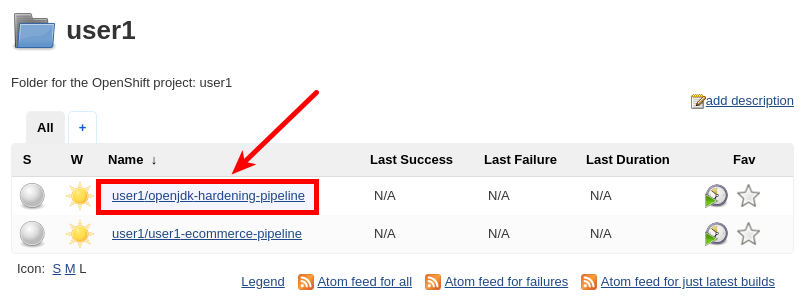 user1
Folder for the OpenShift project: user1
add description
All +
S W Name ↓ Last Success Last Failure Last Duration Fav
user1/openjdk-hardening-pipeline N/A N/A N/A
user1/user1-ecommerce-pipeline N/A N/A N/A
Icon: S M L
Legend Atom feed for all Atom feed for failures Atom feed for just latest builds